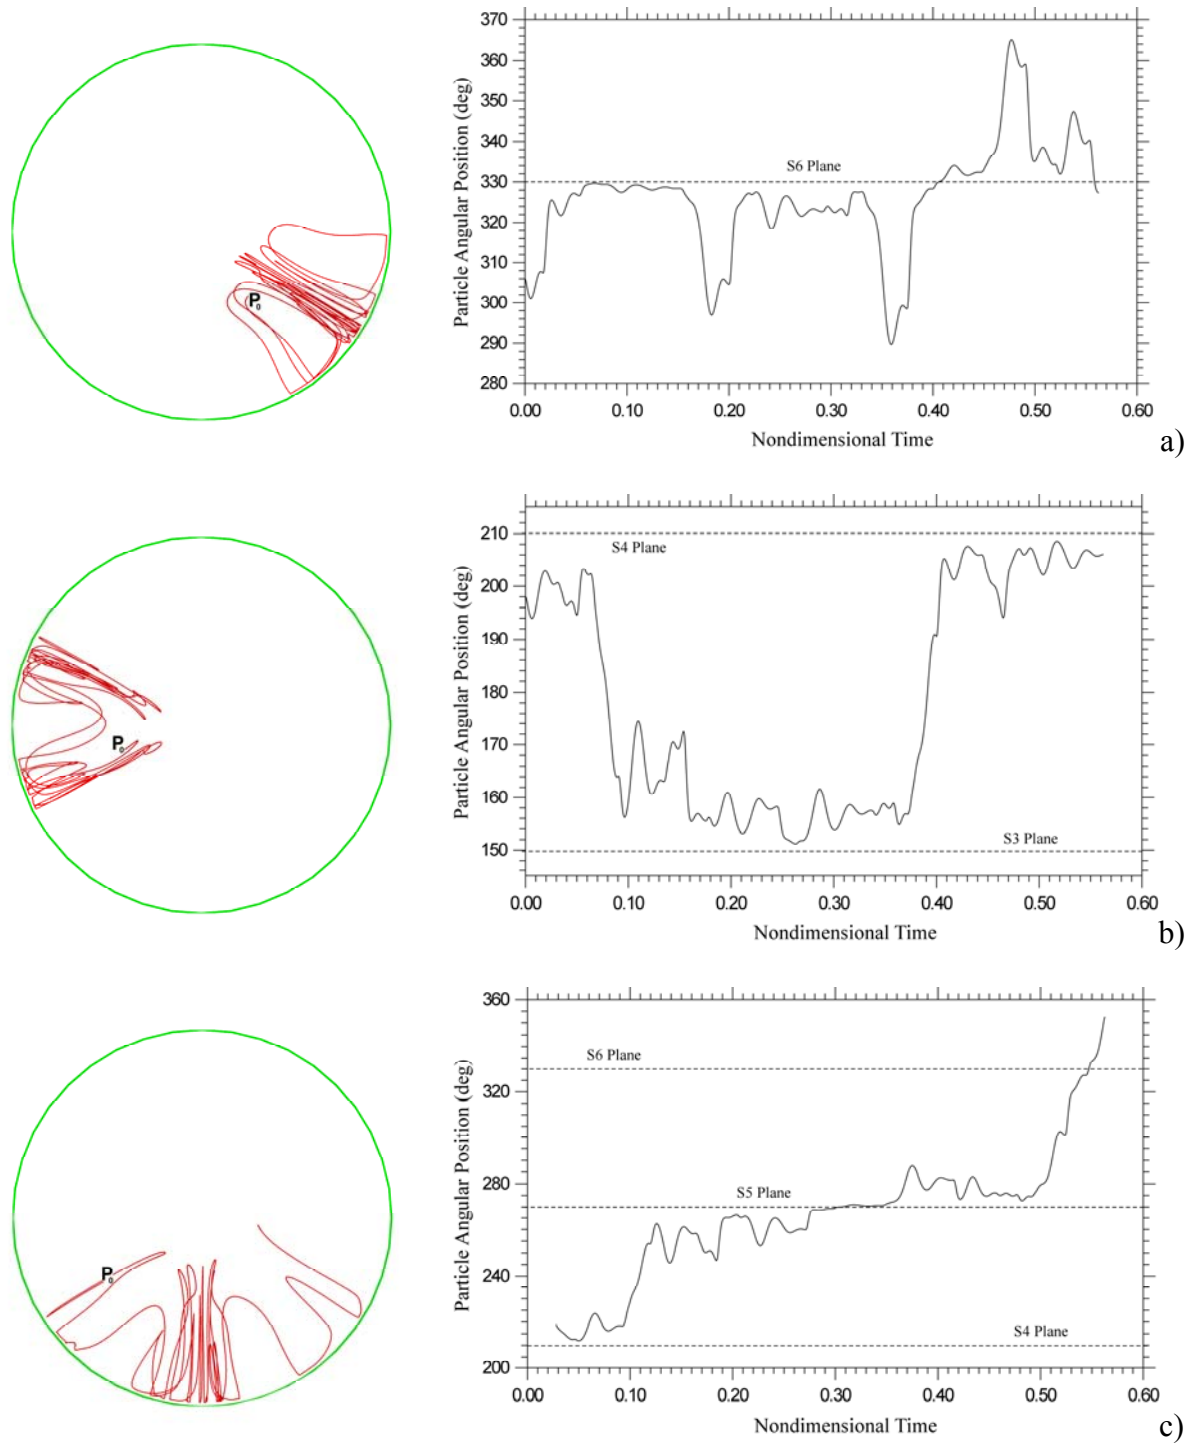 370
360
350
340
330
320
310
300
290
280
Particle Angular Position (deg)
S6 Plane
P0
0.00 0.10 0.20 0.30 0.40 0.50 0.60
Nondimensional Time
a)
210
200
190
180
170
160
150
Particle Angular Position (deg)
S4 Plane
S3 Plane
P0
0.00 0.10 0.20 0.30 0.40 0.50 0.60
Nondimensional Time
b)
360
320
280
240
200
Particle Angular Position (deg)
S6 Plane
S5 Plane
S4 Plane
P0
0.00 0.10 0.20 0.30 0.40 0.50 0.60
Nondimensional Time
c)